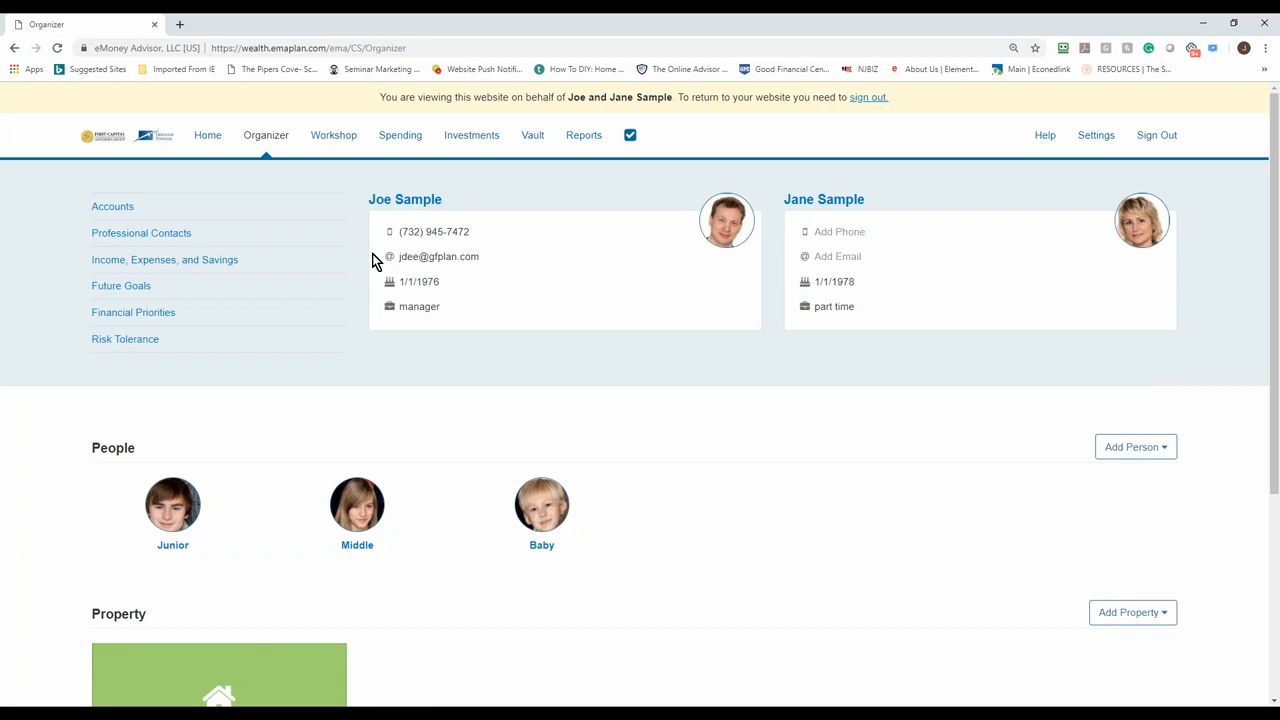 Organizer
eMoney Advisor, LLC [US] | https://wealth.emaplan.com/ema/CS/Organizer
Apps Suggested Sites Imported From IE The Pipers Cove- Sc... Seminar Marketing ... Website Push Notifi... How To DIY: Home ... The Online Advisor ... Good Financial Cen... NJBIZ About Us | Element... Main | Econedlink RESOURCES | The S... »
You are viewing this website on behalf of Joe and Jane Sample. To return to your website you need to sign out.
FIRST CAPITAL Home Organizer Workshop Spending Investments Vault Reports Help Settings Sign Out
Accounts
Professional Contacts
Income, Expenses, and Savings
Future Goals
Financial Priorities
Risk Tolerance
Joe Sample
(732) 945-7472
@ jdee@gfplan.com
1/1/1976
manager
Jane Sample
Add Phone
@ Add Email
1/1/1978
part time
People
Add Person
Junior Middle Baby
Property
Add Property